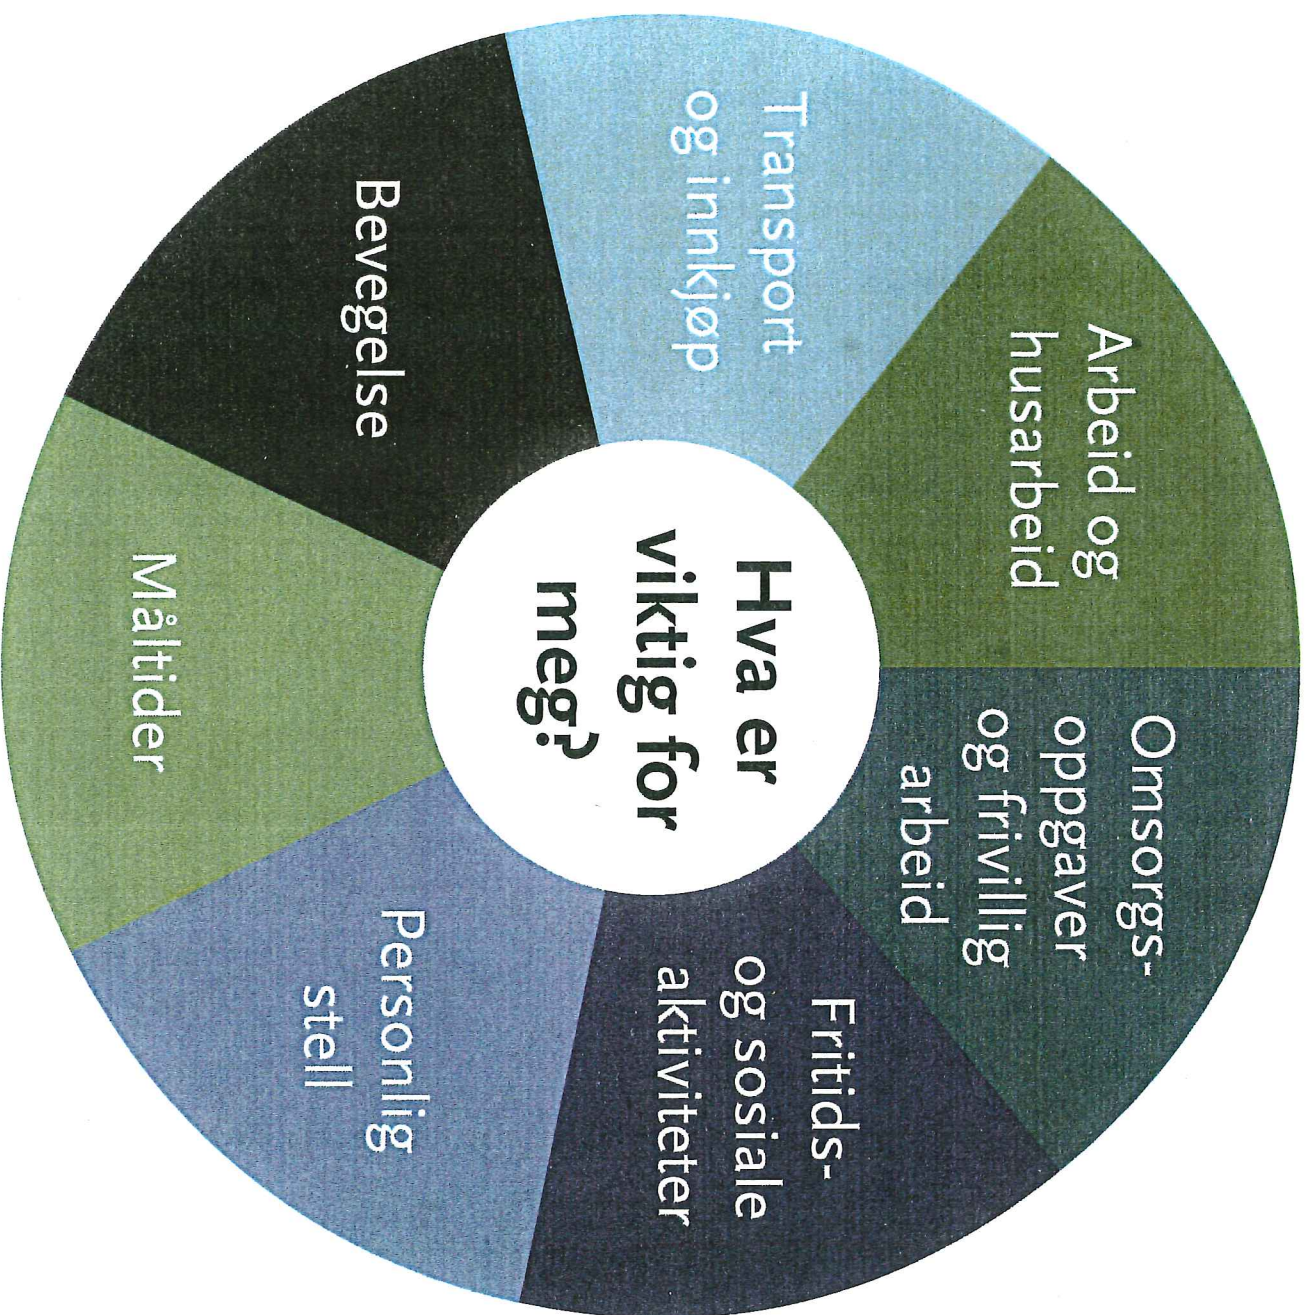 Hva er
viktig for
meg?
Omsorgs-
oppgaver
og frivillig
arbeid
Fritids-
og sosiale
aktiviteter
Personlig
stell
Måltider
Bevegelse
Transport
og innkjøp
Arbeid og
husarbeid